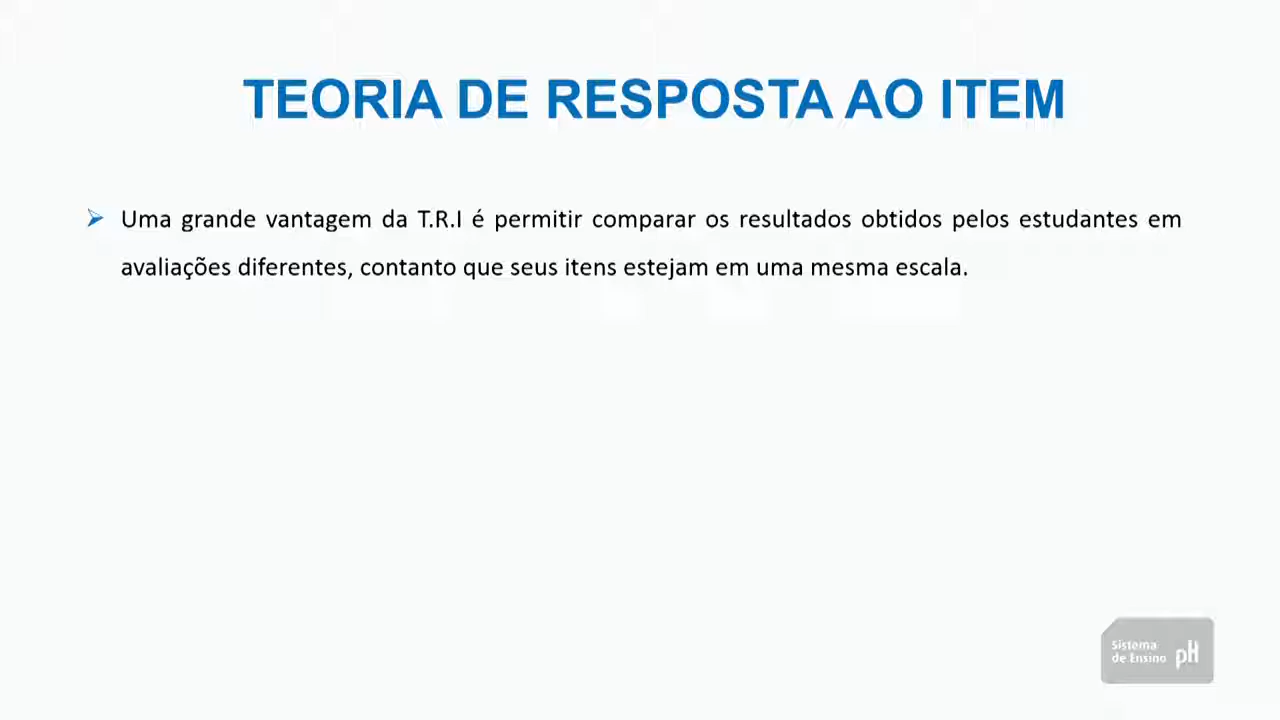 TEORIA DE RESPOSTA AO ITEM
Uma grande vantagem da T.R.I é permitir comparar os resultados obtidos pelos estudantes em
avaliações diferentes, contanto que seus itens estejam em uma mesma escala.
Sistema
de Ensino pH